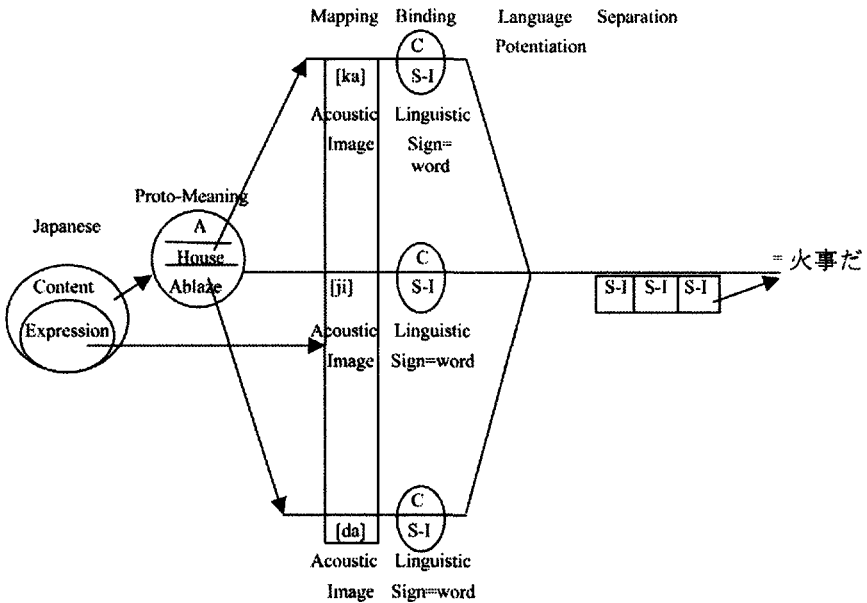 Mapping Binding Language Separation
Potentiation
C
[ka] S-I
Acoustic Linguistic
Image Sign=
word
Proto-Meaning
Japanese
A
House
Ablaze
Content
Expression
C
[ji] S-I
Acoustic Linguistic
Image Sign=word
S-I S-I S-I
= 火事だ
C
[da] S-I
Acoustic Linguistic
Image Sign=word